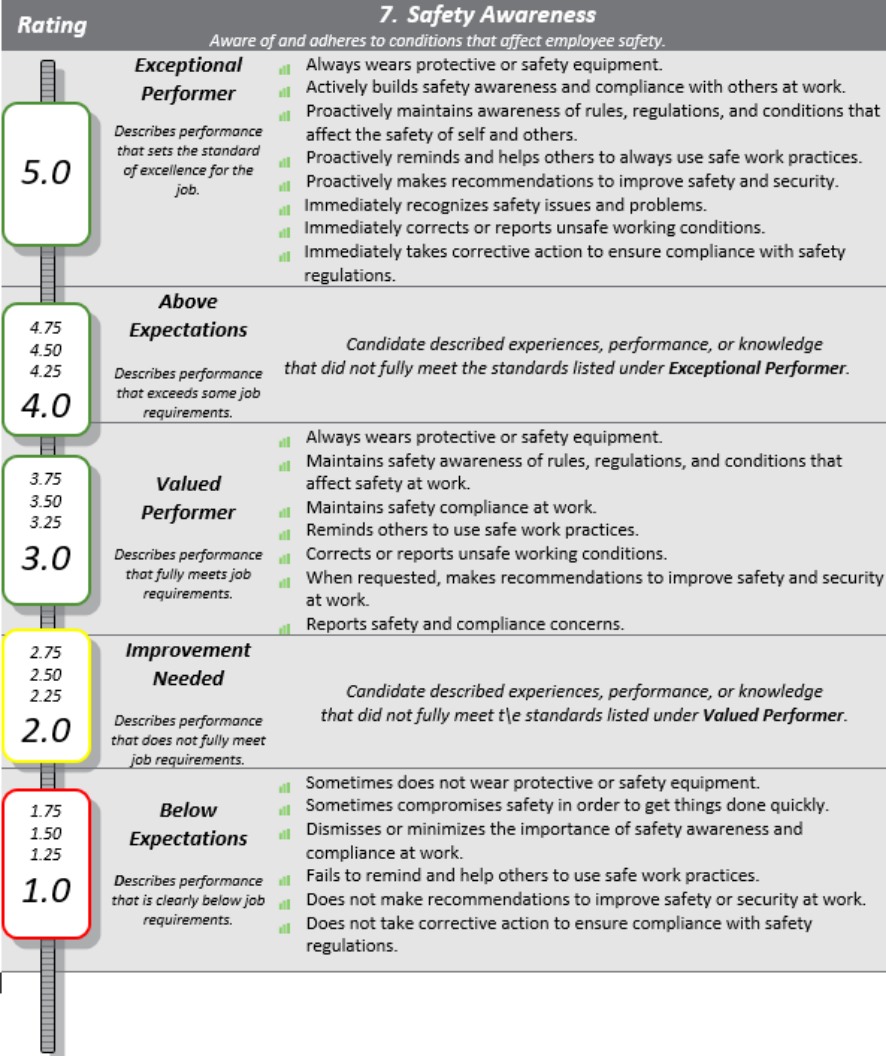 Rating
7. Safety Awareness
Aware of and adheres to conditions that affect employee safety.
5.0
Exceptional
Performer
Describes performance
that sets the standard
of excellence for the
job.
Always wears protective or safety equipment.
Actively builds safety awareness and compliance with others at work.
Proactively maintains awareness of rules, regulations, and conditions that
affect the safety of self and others.
Proactively reminds and helps others to always use safe work practices.
Proactively makes recommendations to improve safety and security.
Immediately recognizes safety issues and problems.
Immediately corrects or reports unsafe working conditions.
Immediately takes corrective action to ensure compliance with safety
regulations.
4.75
4.50
4.25
4.0
Above
Expectations
Describes performance
that exceeds some job
requirements.
Candidate described experiences, performance, or knowledge
that did not fully meet the standards listed under Exceptional Performer.
3.75
3.50
3.25
3.0
Valued
Performer
Describes performance
that fully meets job
requirements.
Always wears protective or safety equipment.
Maintains safety awareness of rules, regulations, and conditions that
affect safety at work.
Maintains safety compliance at work.
Reminds others to use safe work practices.
Corrects or reports unsafe working conditions.
When requested, makes recommendations to improve safety and security
at work.
Reports safety and compliance concerns.
2.75
2.50
2.25
2.0
Improvement
Needed
Describes performance
that does not fully meet
job requirements.
Candidate described experiences, performance, or knowledge
that did not fully meet t\e standards listed under Valued Performer.
1.75
1.50
1.25
1.0
Below
Expectations
Describes performance
that is clearly below job
requirements.
Sometimes does not wear protective or safety equipment.
Sometimes compromises safety in order to get things done quickly.
Dismisses or minimizes the importance of safety awareness and
compliance at work.
Fails to remind and help others to use safe work practices.
Does not make recommendations to improve safety or security at work.
Does not take corrective action to ensure compliance with safety
regulations.